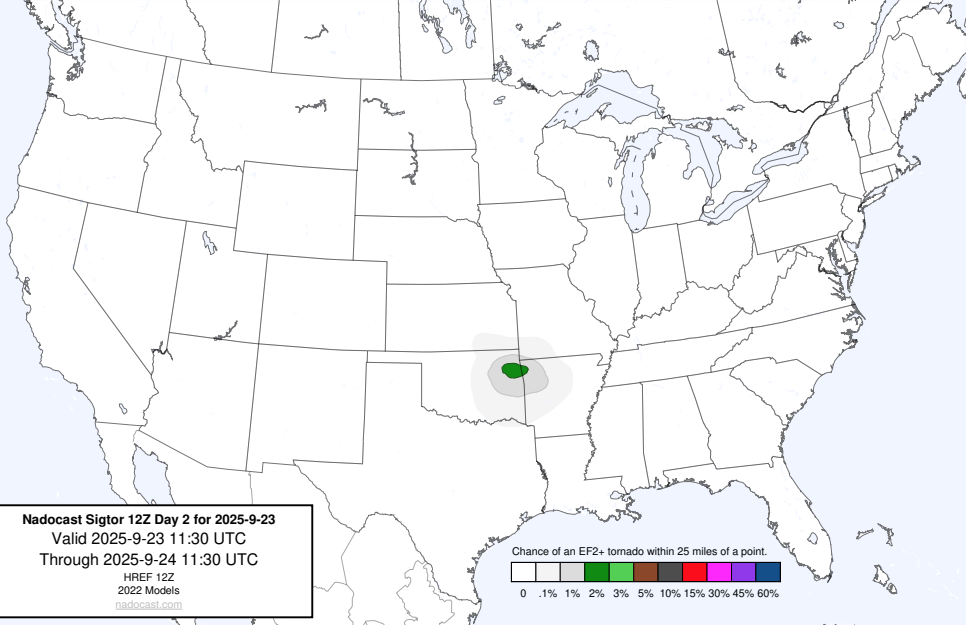 Nadocast Sigtor 12Z Day 2 for 2025-9-23
Valid 2025-9-23 11:30 UTC
Through 2025-9-24 11:30 UTC
HREF 12Z
2022 Models
nadocast.com
Chance of an EF2+ tornado within 25 miles of a point.
0 .1% 1% 2% 3% 5% 10% 15% 30% 45% 60%